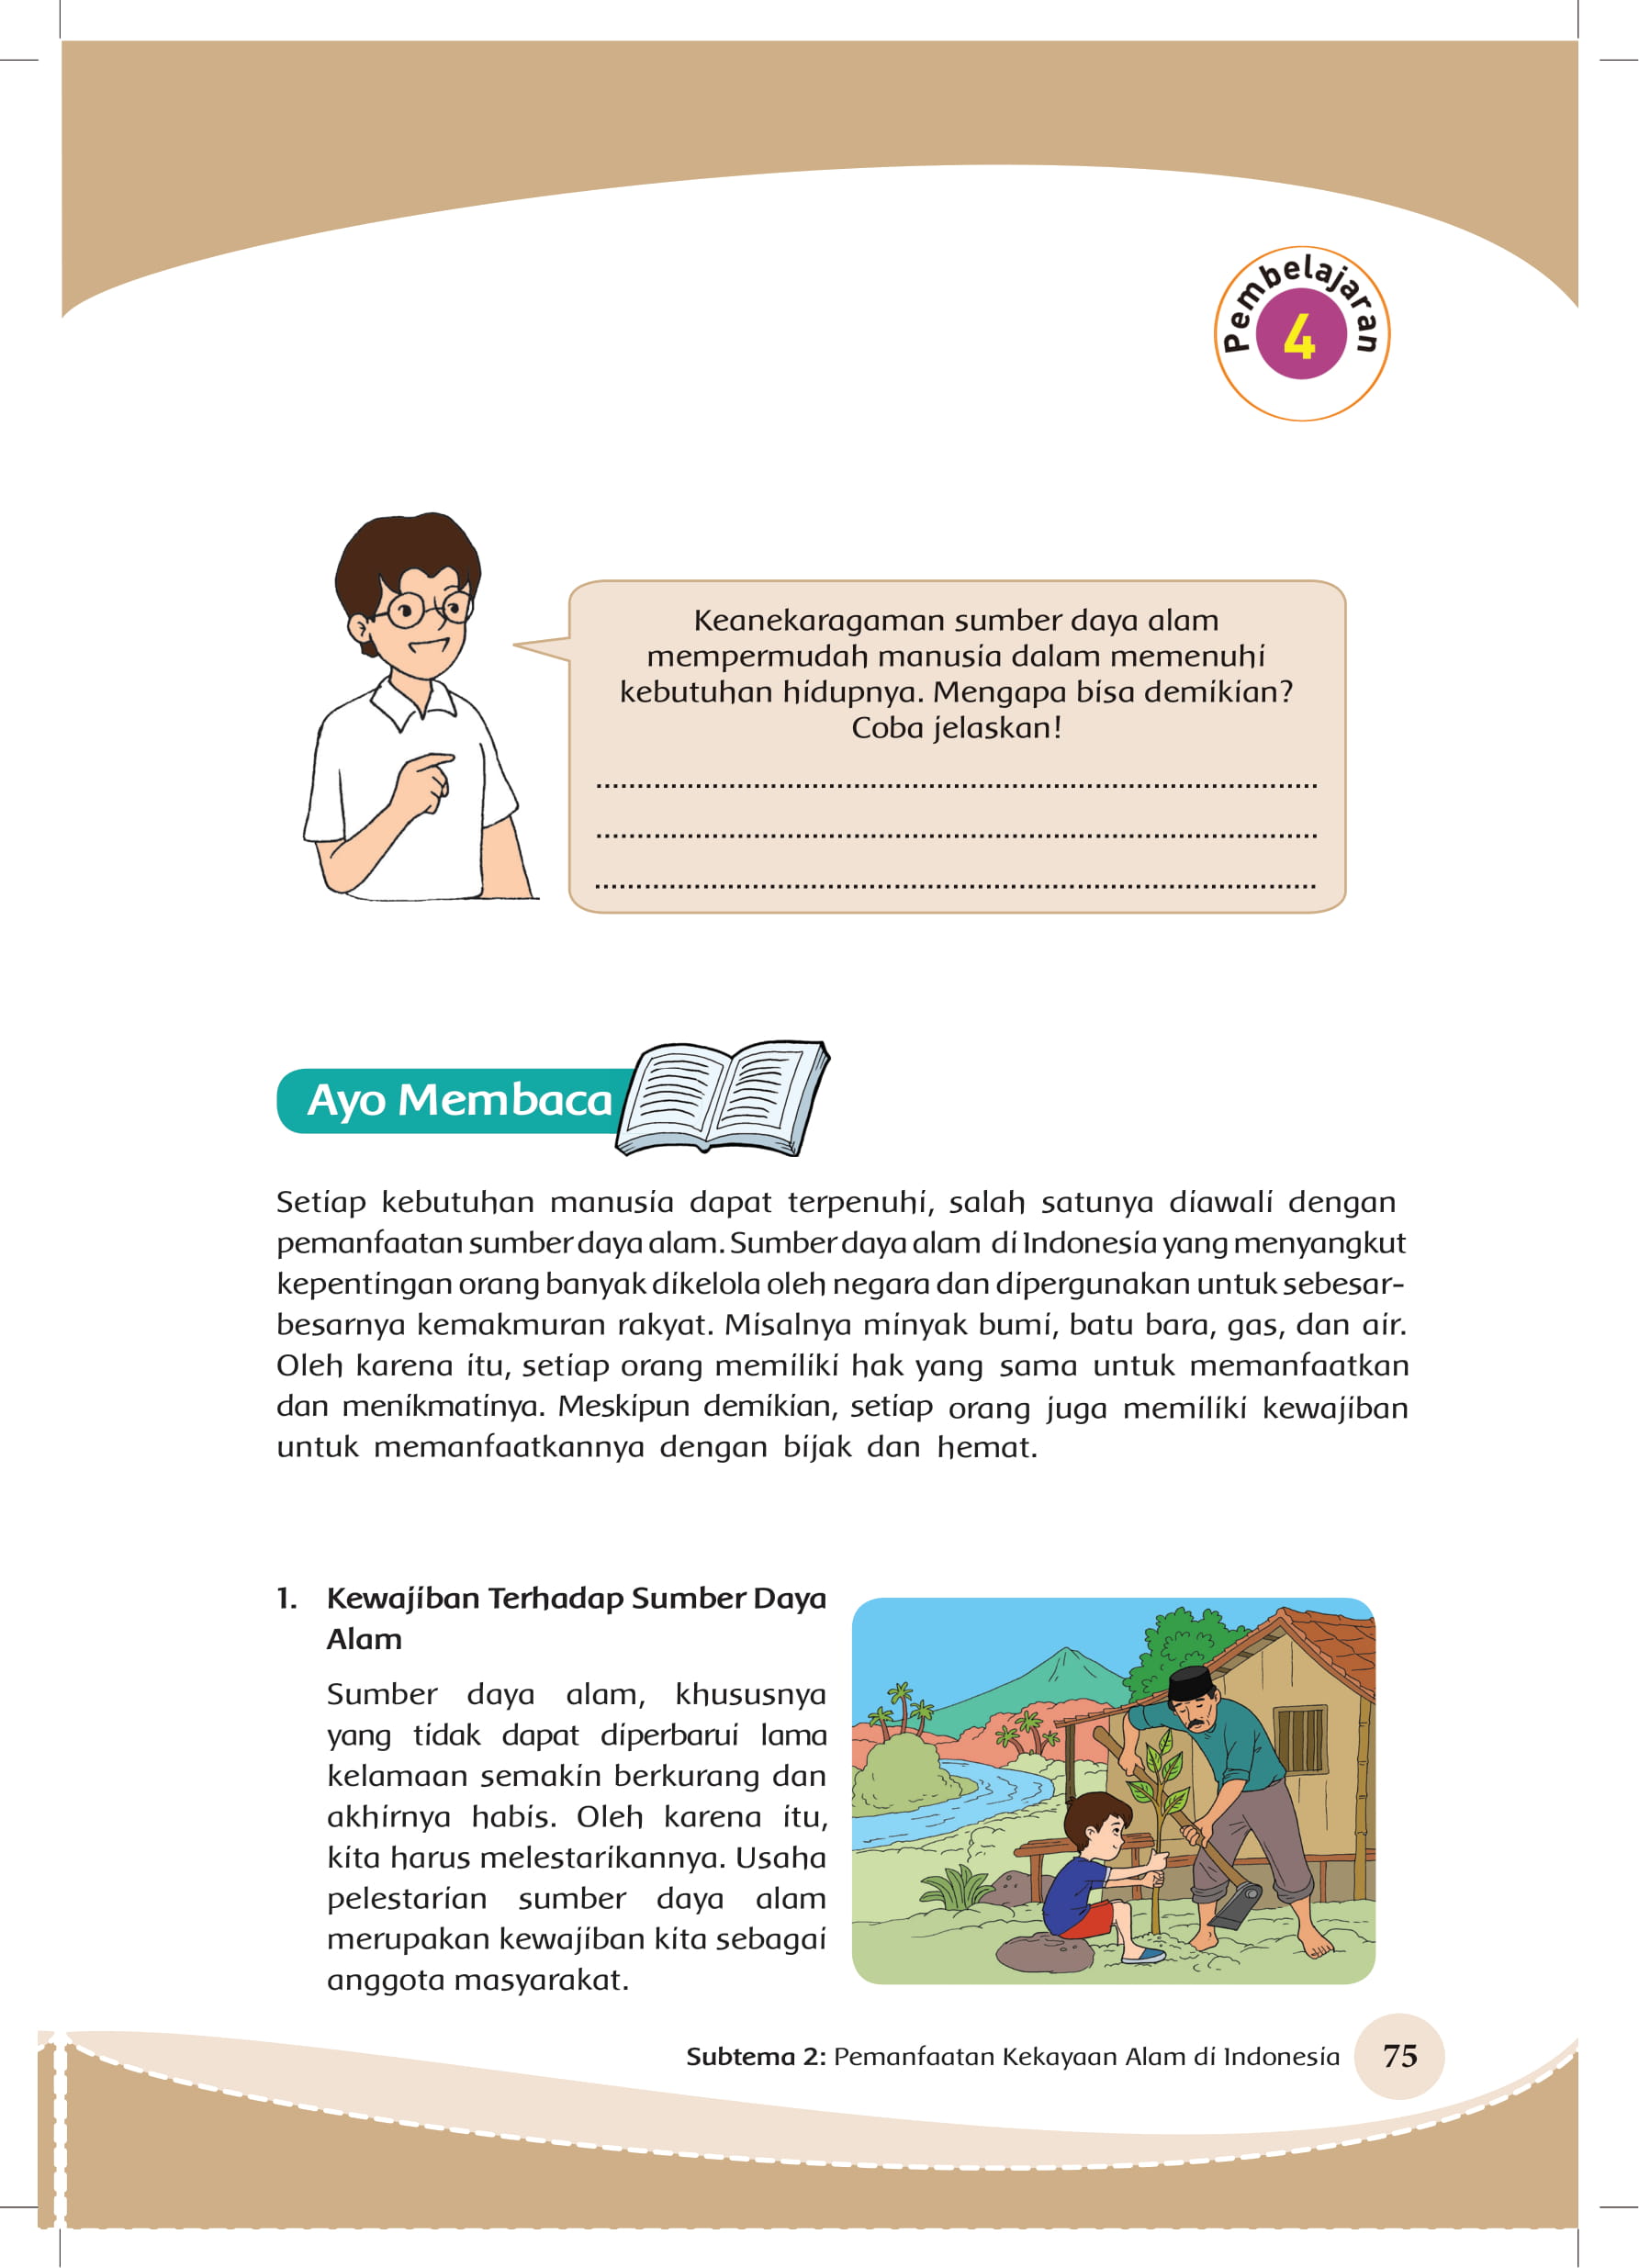 Pembelajaran
4
Keanekaragaman sumber daya alam
mempermudah manusia dalam memenuhi
kebutuhan hidupnya. Mengapa bisa demikian?
Coba jelaskan!
Ayo Membaca
Setiap kebutuhan manusia dapat terpenuhi, salah satunya diawali dengan
pemanfaatan sumber daya alam. Sumber daya alam di Indonesia yang menyangkut
kepentingan orang banyak dikelola oleh negara dan dipergunakan untuk sebesar-
besarnya kemakmuran rakyat. Misalnya minyak bumi, batu bara, gas, dan air.
Oleh karena itu, setiap orang memiliki hak yang sama untuk memanfaatkan
dan menikmatinya. Meskipun demikian, setiap orang juga memiliki kewajiban
untuk memanfaatkannya dengan bijak dan hemat.
1. Kewajiban Terhadap Sumber Daya
Alam
Sumber daya alam, khususnya
yang tidak dapat diperbarui lama
kelamaan semakin berkurang dan
akhirnya habis. Oleh karena itu,
kita harus melestarikannya. Usaha
pelestarian sumber daya alam
merupakan kewajiban kita sebagai
anggota masyarakat.
Subtema 2: Pemanfaatan Kekayaan Alam di Indonesia
75